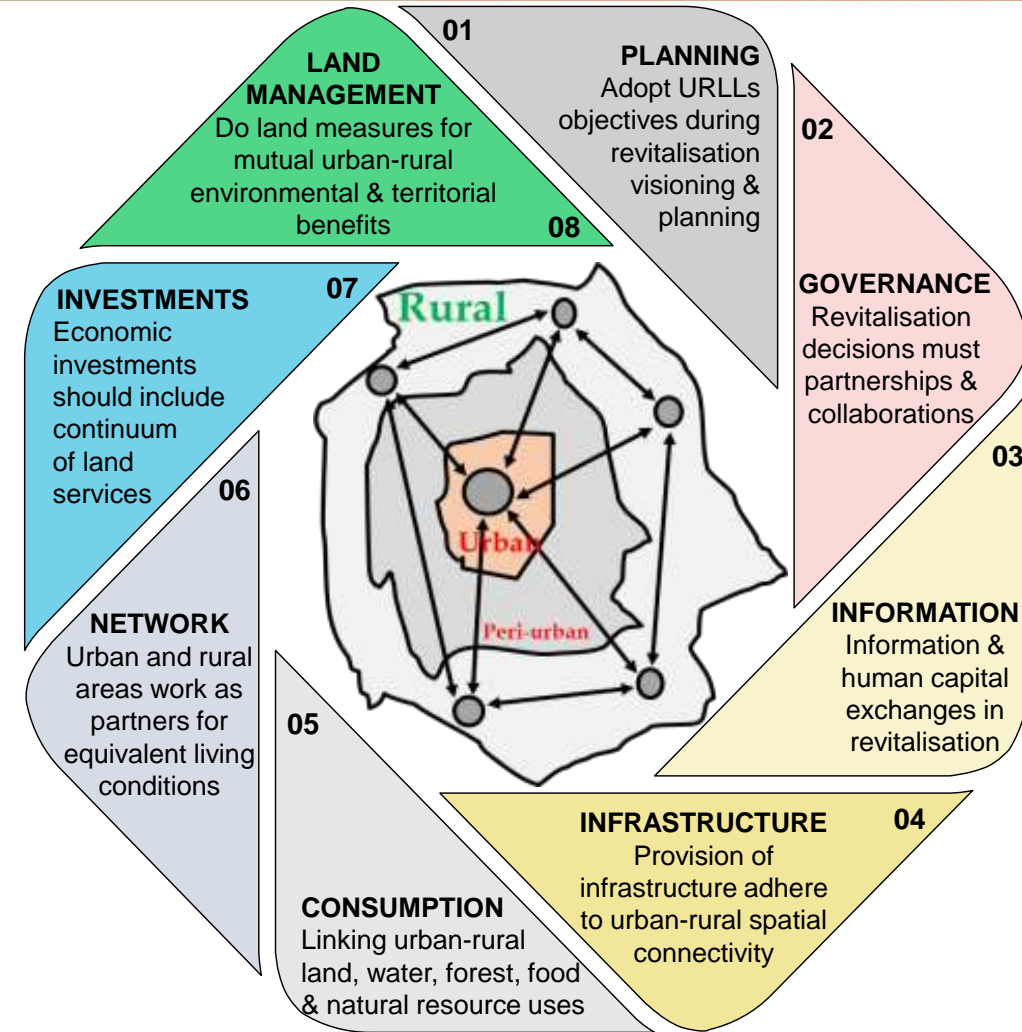 01
PLANNING
Adopt URLLs
objectives during
revitalisation
visioning &
planning
02
GOVERNANCE
Revitalisation
decisions must
partnerships &
collaborations
03
INFORMATION
Information &
human capital
exchanges in
revitalisation
04
INFRASTRUCTURE
Provision of
infrastructure adhere
to urban-rural spatial
connectivity
05
CONSUMPTION
Linking urban-rural
land, water, forest, food
& natural resource uses
06
NETWORK
Urban and rural
areas work as
partners for
equivalent living
conditions
07
INVESTMENTS
Economic
investments
should include
continuum
of land
services
LAND
MANAGEMENT
Do land measures for
mutual urban-rural
environmental & territorial
benefits
08
Rural
Urban
Peri-urban